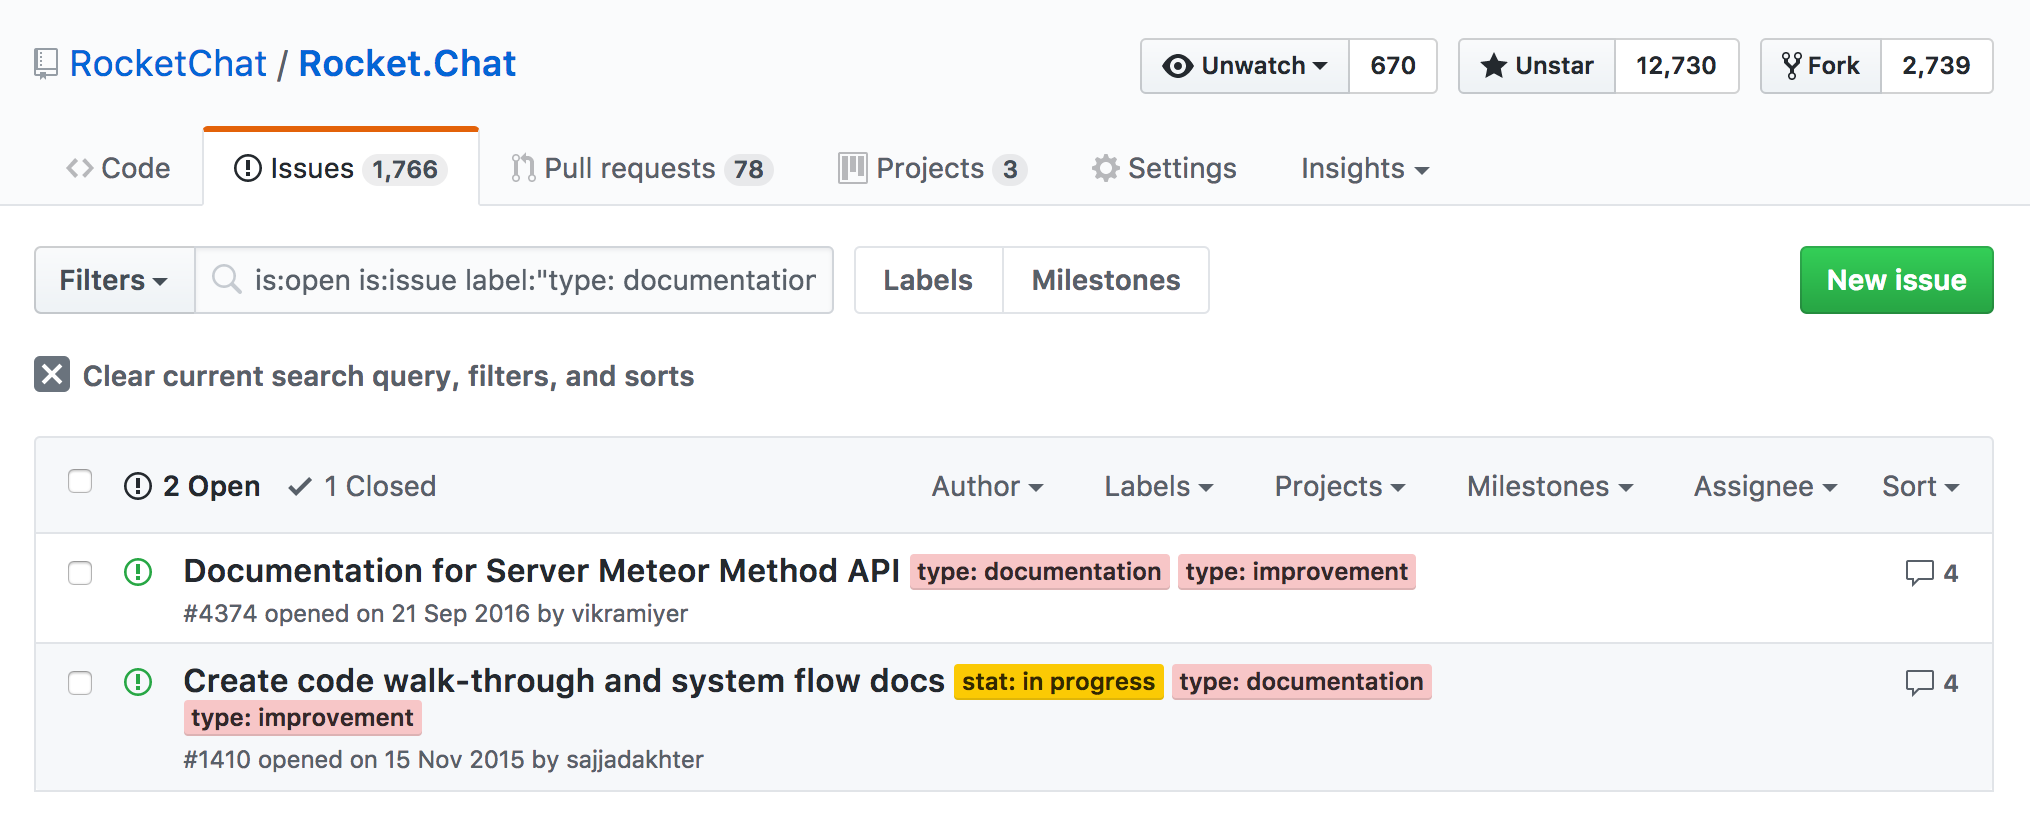 RocketChat / Rocket.Chat
Unwatch 670
Unstar 12,730
Fork 2,739
Code
Issues 1,766
Pull requests 78
Projects 3
Settings
Insights
Filters
is:open is:issue label:"type: documentation
Labels
Milestones
New issue
Clear current search query, filters, and sorts
2 Open
1 Closed
Author
Labels
Projects
Milestones
Assignee
Sort
Documentation for Server Meteor Method API type: documentation type: improvement
4
#4374 opened on 21 Sep 2016 by vikramiyer
Create code walk-through and system flow docs stat: in progress type: documentation
4
type: improvement
#1410 opened on 15 Nov 2015 by sajjadakhter